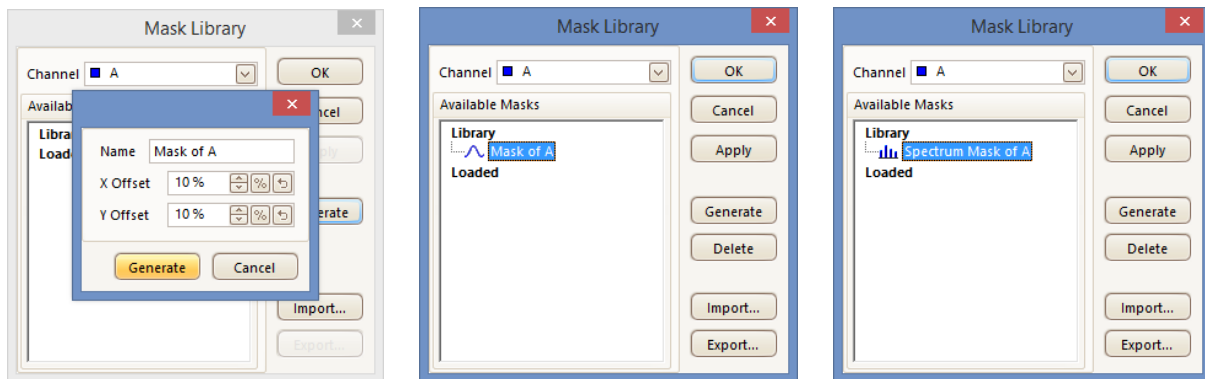 Mask Library
Channel A
OK
Availab
ncel
Libra
Load
Name Mask of A
ply
X Offset 10 %
%
Y Offset 10 %
%
erate
Generate
Cancel
Import...
Export...
Mask Library
Channel A
OK
Available Masks
Cancel
Library
Mask of A
Apply
Loaded
Generate
Delete
Import...
Export...
Mask Library
Channel A
OK
Available Masks
Cancel
Library
Spectrum Mask of A
Apply
Loaded
Generate
Delete
Import...
Export...